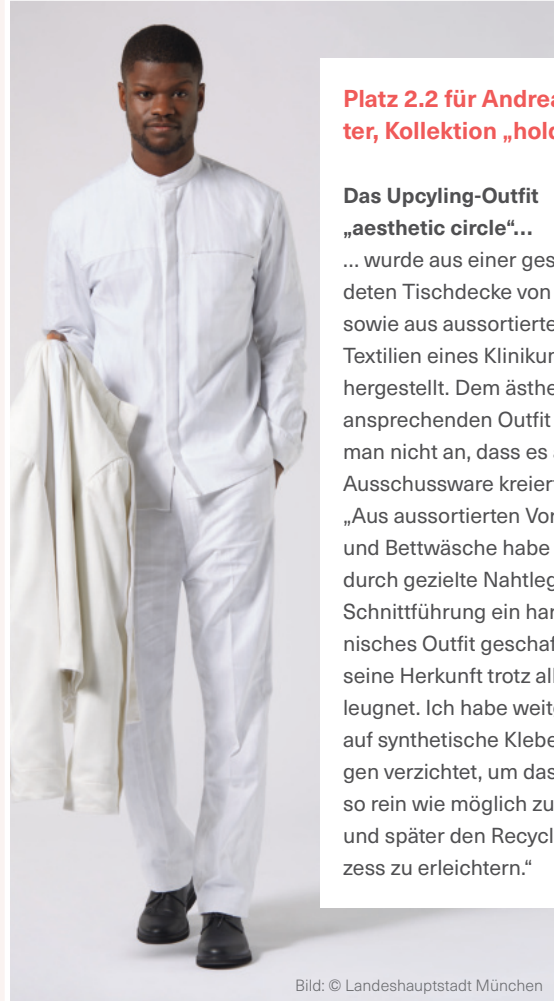 Platz 2.2 für Andrea
ter, Kollektion „hold
Das Upcyling-Outfit
„aesthetic circle“...
... wurde aus einer ges
deten Tischdecke von
sowie aus aussortierte
Textilien eines Klinikur
hergestellt. Dem ästhe
ansprechenden Outfit
man nicht an, dass es
Ausschussware kreier
„Aus aussortierten Vor
und Bettwäsche habe
durch gezielte Nahtleg
Schnittführung ein har
nisches Outfit geschaf
seine Herkunft trotz all
leugnet. Ich habe weite
auf synthetische Klebe
gen verzichtet, um das
so rein wie möglich zu
und später den Recycl
zess zu erleichtern.“
Bild: © Landeshauptstadt München